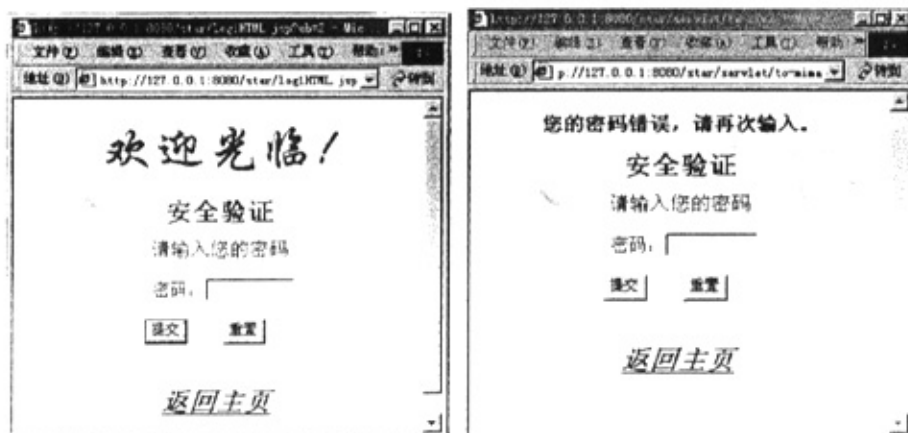 文件(F) 编辑(E) 查看(V) 收藏(A) 工具(T) 帮助 »
地址(D) http://127.0.0.1:8080/star/log1HTML.jsp 转到
欢迎光临！
安全验证
请输入您的密码
密码：
提交 重置
返回主页
文件(F) 编辑(E) 查看(V) 收藏(A) 工具(T) 帮助 »
地址(D) p://127.0.0.1:8080/star/servlet/to-mima 转到
您的密码错误，请再次输入。
安全验证
请输入您的密码
密码：
提交 重置
返回主页